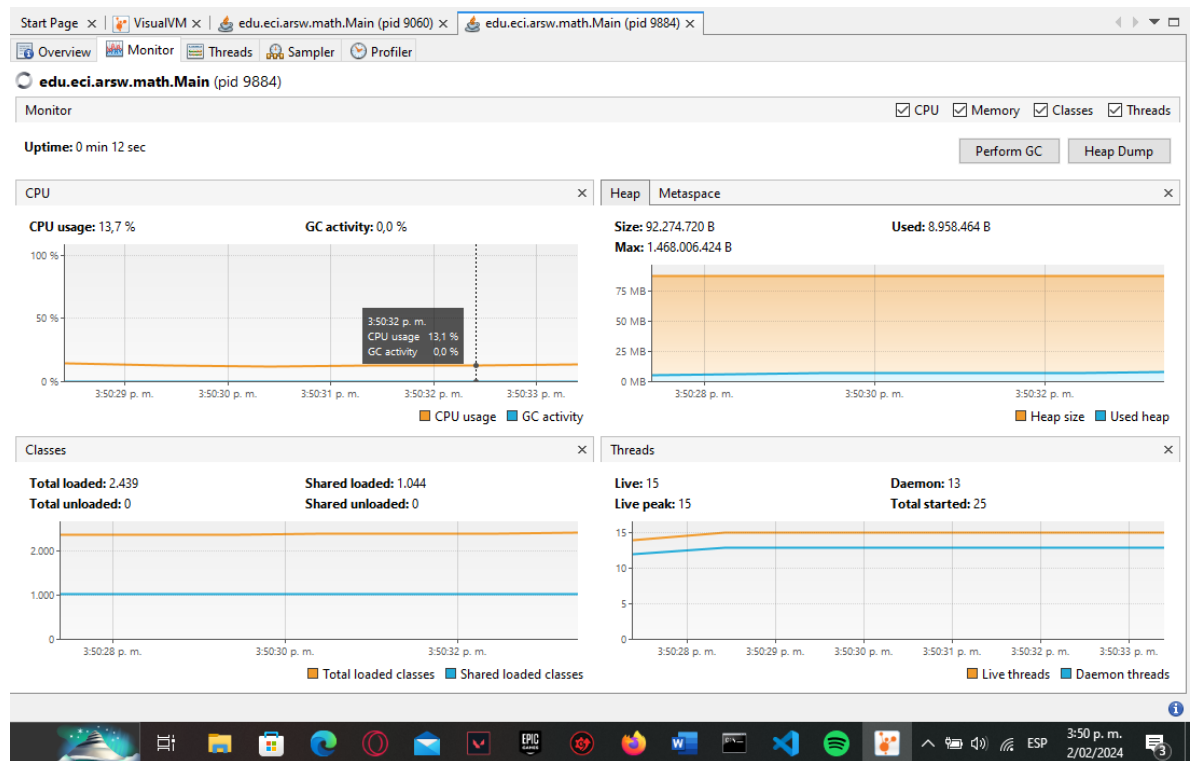 Start Page VisualVM edu.eci.arsw.math.Main (pid 9060) edu.eci.arsw.math.Main (pid 9884)
Overview Monitor Threads Sampler Profiler
edu.eci.arsw.math.Main (pid 9884)
Monitor CPU Memory Classes Threads
Uptime: 0 min 12 sec Perform GC Heap Dump
CPU
CPU usage: 13,7 % GC activity: 0,0 %
100 %
50 %
0 %
3:50:32 p. m.
CPU usage 13,1 %
GC activity 0,0 %
3:50:29 p. m. 3:50:30 p. m. 3:50:31 p. m. 3:50:32 p. m. 3:50:33 p. m.
CPU usage GC activity
Heap Metaspace
Size: 92.274.720 B Used: 8.958.464 B
Max: 1.468.006.424 B
75 MB
50 MB
25 MB
0 MB
3:50:28 p. m. 3:50:30 p. m. 3:50:32 p. m.
Heap size Used heap
Classes
Total loaded: 2.439 Shared loaded: 1.044
Total unloaded: 0 Shared unloaded: 0
2.000
1.000
0
3:50:28 p. m. 3:50:30 p. m. 3:50:32 p. m.
Total loaded classes Shared loaded classes
Threads
Live: 15 Daemon: 13
Live peak: 15 Total started: 25
15
10
5
0
3:50:28 p. m. 3:50:29 p. m. 3:50:30 p. m. 3:50:31 p. m. 3:50:32 p. m. 3:50:33 p. m.
Live threads Daemon threads
EPIC GAMES
ESP
3:50 p. m.
2/02/2024
3